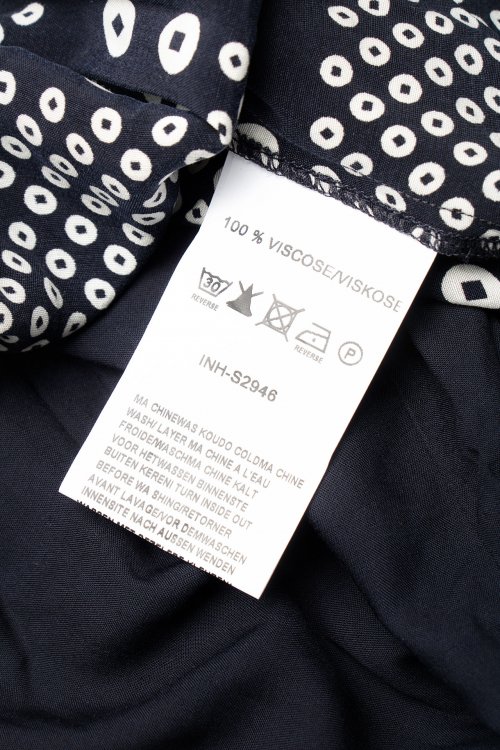 100 % VISCOSE/VISKOSE
30
REVERSE
REVERSE
P
INH-S2946
MA CHINEWAS KOUDO COLDMA CHINE
WASH/ LAYER MA CHINE A L'EAU
FROIDE/WASCHMA CHINE KALT
VOOR HETWASSEN BINNENSTE
BUITEN KERENI TURN INSIDE OUT
BEFORE WA SHING/RETORNER
AVANT LAVAGE/VOR DEMWASCHEN
INNENSITE NACH AUSSEN WENDEN